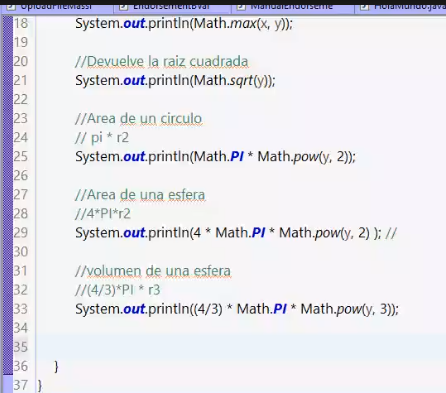 UploadFileMassi EndorsementBVal ManualEndorseme HolaMundo.java
18 System.out.println(Math.max(x, y));
19
20 //Devuelve la raiz cuadrada
21 System.out.println(Math.sqrt(y));
22
23 //Area de un circulo
24 // pi * r2
25 System.out.println(Math.PI * Math.pow(y, 2));
26
27 //Area de una esfera
28 //4*PI*r2
29 System.out.println(4 * Math.PI * Math.pow(y, 2) ); //
30
31 //volumen de una esfera
32 //(4/3)*PI * r3
33 System.out.println((4/3) * Math.PI * Math.pow(y, 3));
34
35
36 }
37 }